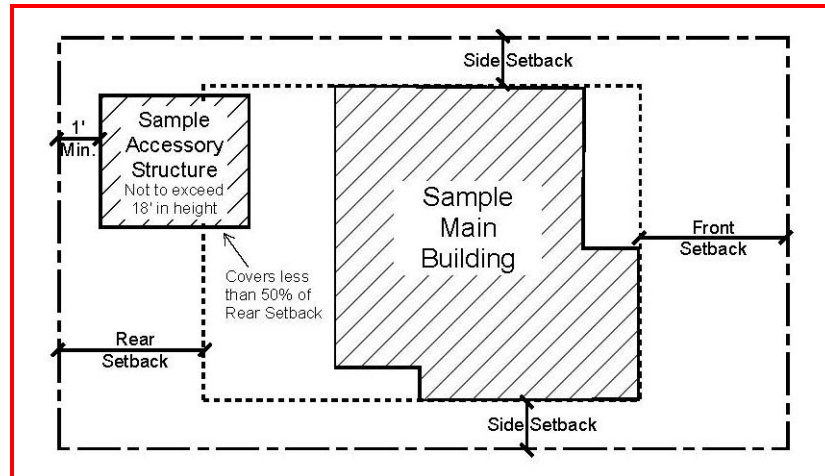 Side Setback
1'
Min.
Sample
Accessory
Structure
Not to exceed
18' in height
Sample
Main
Building
Front
Setback
Covers less
than 50% of
Rear Setback
Rear
Setback
Side Setback